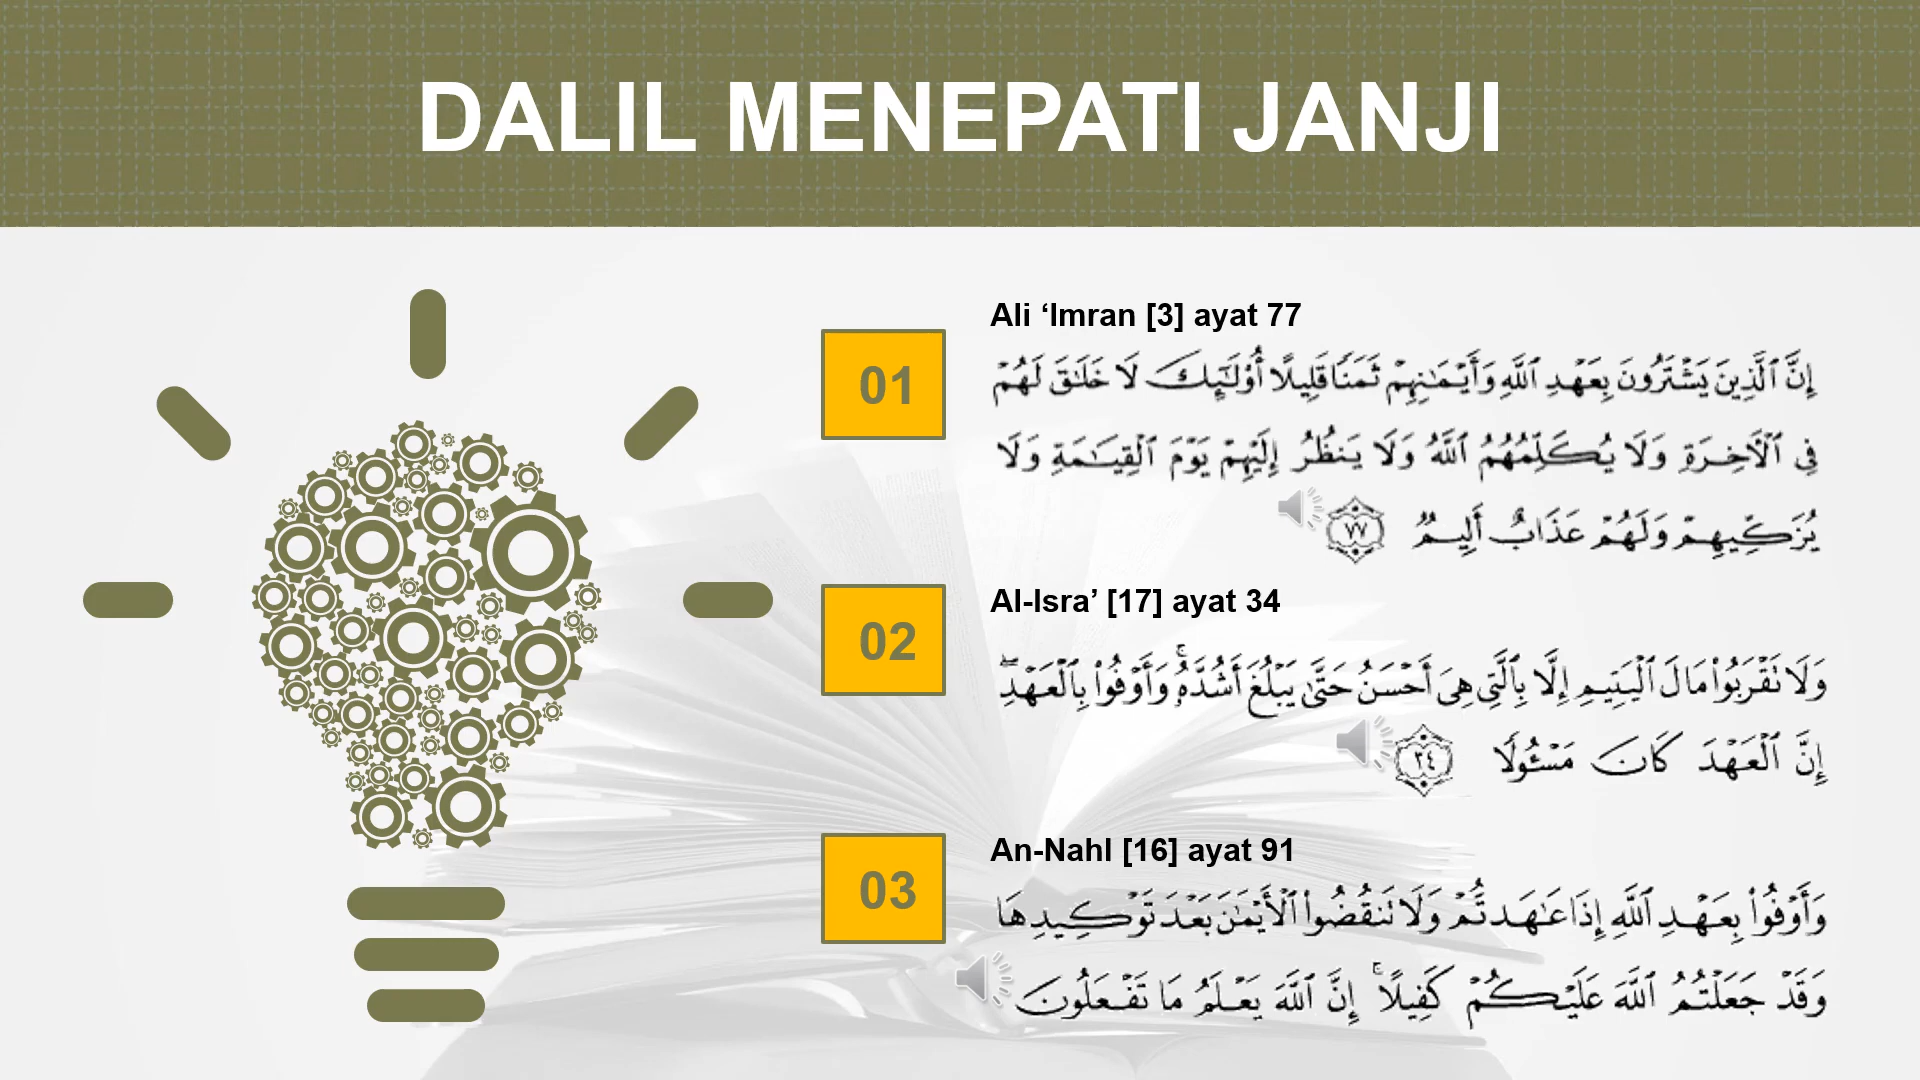 DALIL MENEPATI JANJI
01
Ali ‘Imran [3] ayat 77
إِنَّ ٱلَّذِينَ يَشْتَرُونَ بِعَهْدِ ٱللَّهِ وَأَيْمَٰنِهِمْ ثَمَنًا قَلِيلًا أُو۟لَٰٓئِكَ لَا خَلَٰقَ لَهُمْ
فِى ٱلْءَاخِرَةِ وَلَا يُكَلِّمُهُمُ ٱللَّهُ وَلَا يَنظُرُ إِلَيْهِمْ يَوْمَ ٱلْقِيَٰمَةِ وَلَا
يُزَكِّيهِمْ وَلَهُمْ عَذَابٌ أَلِيمٌ ٧٧
02
Al-Isra’ [17] ayat 34
وَلَا تَقْرَبُوا۟ مَالَ ٱلْيَتِيمِ إِلَّا بِٱلَّتِى هِىَ أَحْسَنُ حَتَّىٰ يَبْلُغَ أَشُدَّهُۥ ۚ وَأَوْفُوا۟ بِٱلْعَهْدِ ۖ
إِنَّ ٱلْعَهْدَ كَانَ مَسْـُٔولًا ٣٤
03
An-Nahl [16] ayat 91
وَأَوْفُوا۟ بِعَهْدِ ٱللَّهِ إِذَا عَٰهَدتُّمْ وَلَا تَنقُضُوا۟ ٱلْأَيْمَٰنَ بَعْدَ تَوْكِيدِهَا
وَقَدْ جَعَلْتُمُ ٱللَّهَ عَلَيْكُمْ كَفِيلًا ۚ إِنَّ ٱللَّهَ يَعْلَمُ مَا تَفْعَلُونَ